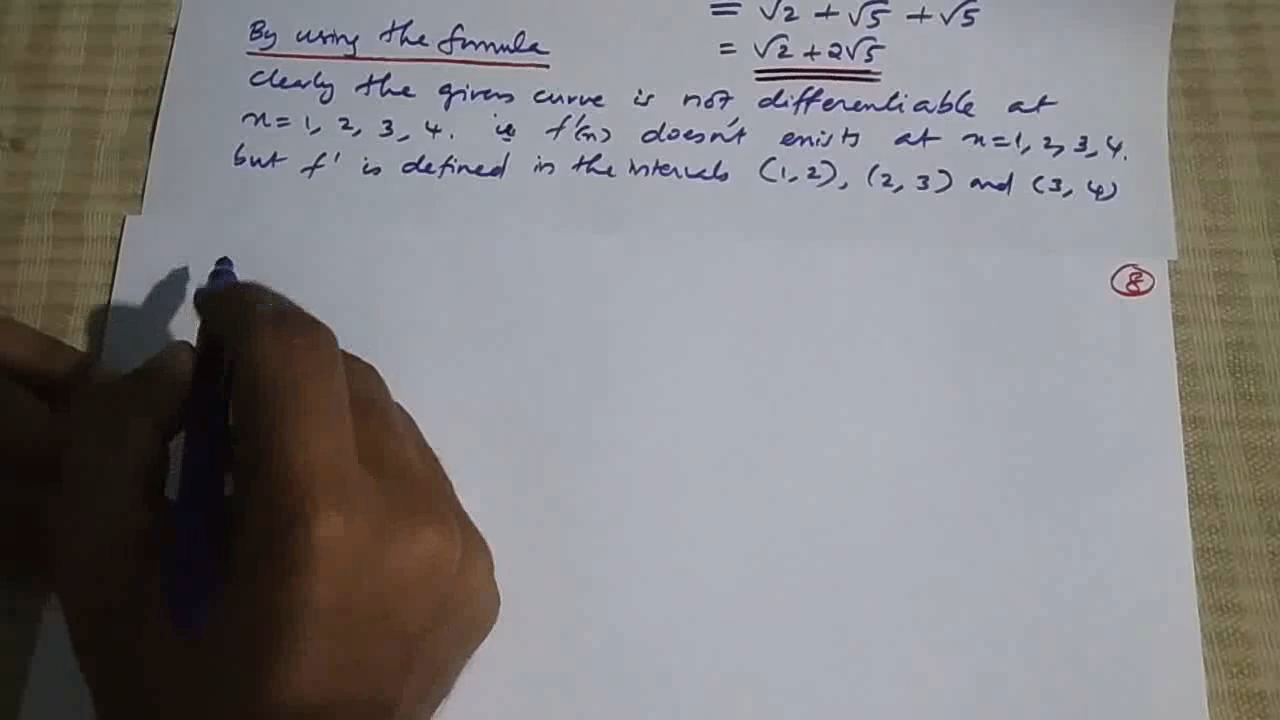 = √2 + √5 + √5
= √2 + 2√5
By using the formula
clearly the given curve is not differentiable at
x = 1, 2, 3, 4. ie f'(x) doesn't exists at x = 1, 2, 3, 4.
but f' is defined in the intervals (1, 2), (2, 3) and (3, 4)
8